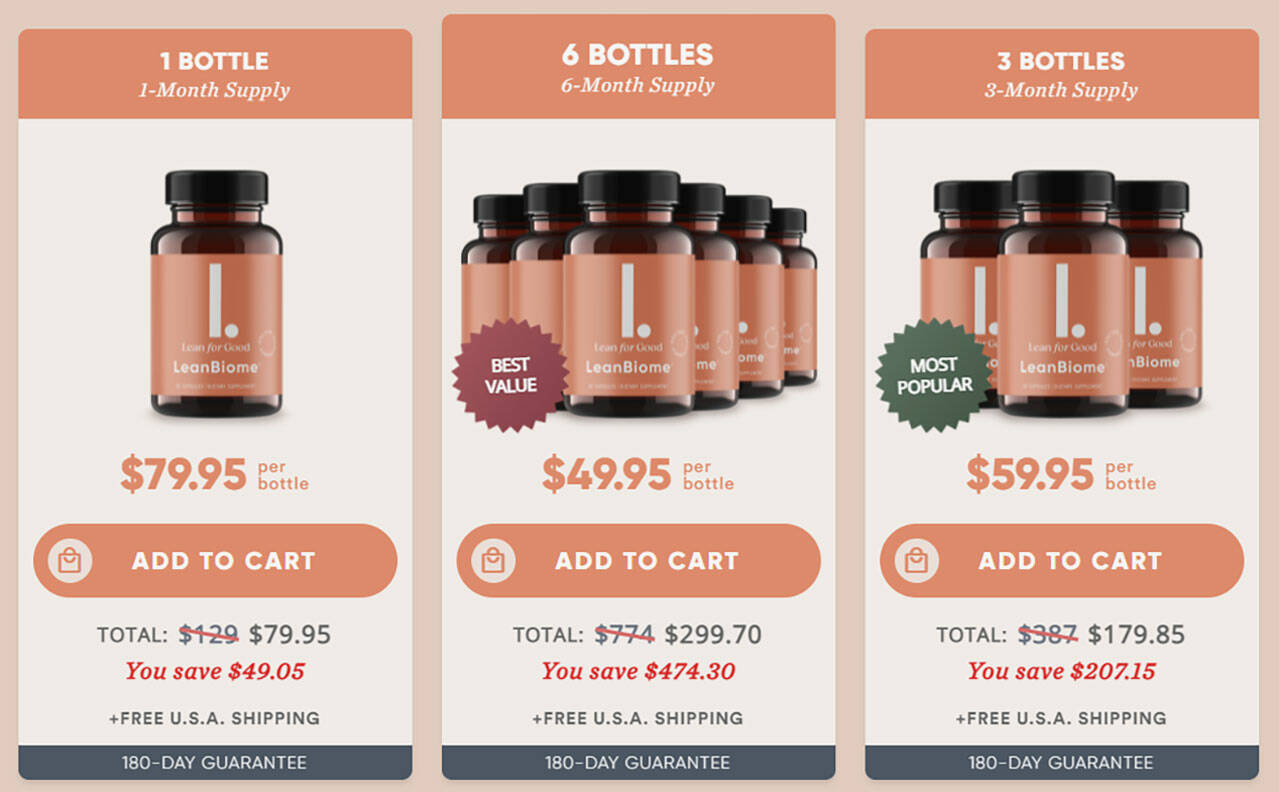 1 BOTTLE
1-Month Supply
Lean for Good
LeanBiome
$79.95 per bottle
ADD TO CART
TOTAL: $129 $79.95
You save $49.05
+FREE U.S.A. SHIPPING
180-DAY GUARANTEE
6 BOTTLES
6-Month Supply
Lean for Good
LeanBiome
BEST
VALUE
$49.95 per bottle
ADD TO CART
TOTAL: $774 $299.70
You save $474.30
+FREE U.S.A. SHIPPING
180-DAY GUARANTEE
3 BOTTLES
3-Month Supply
Lean for Good
LeanBiome
MOST
POPULAR
$59.95 per bottle
ADD TO CART
TOTAL: $387 $179.85
You save $207.15
+FREE U.S.A. SHIPPING
180-DAY GUARANTEE